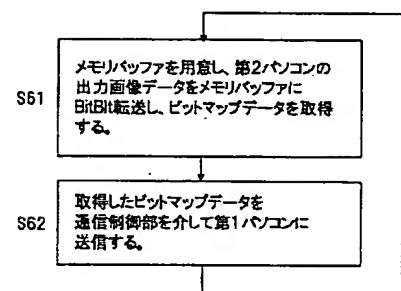 S61
メモリバッファを用意し、第2パソコンの
出力画像データをメモリバッファに
BitBlt転送し、ビットマップデータを取得
する。
S62
取得したビットマップデータを
通信制御部を介して第1パソコンに
送信する。